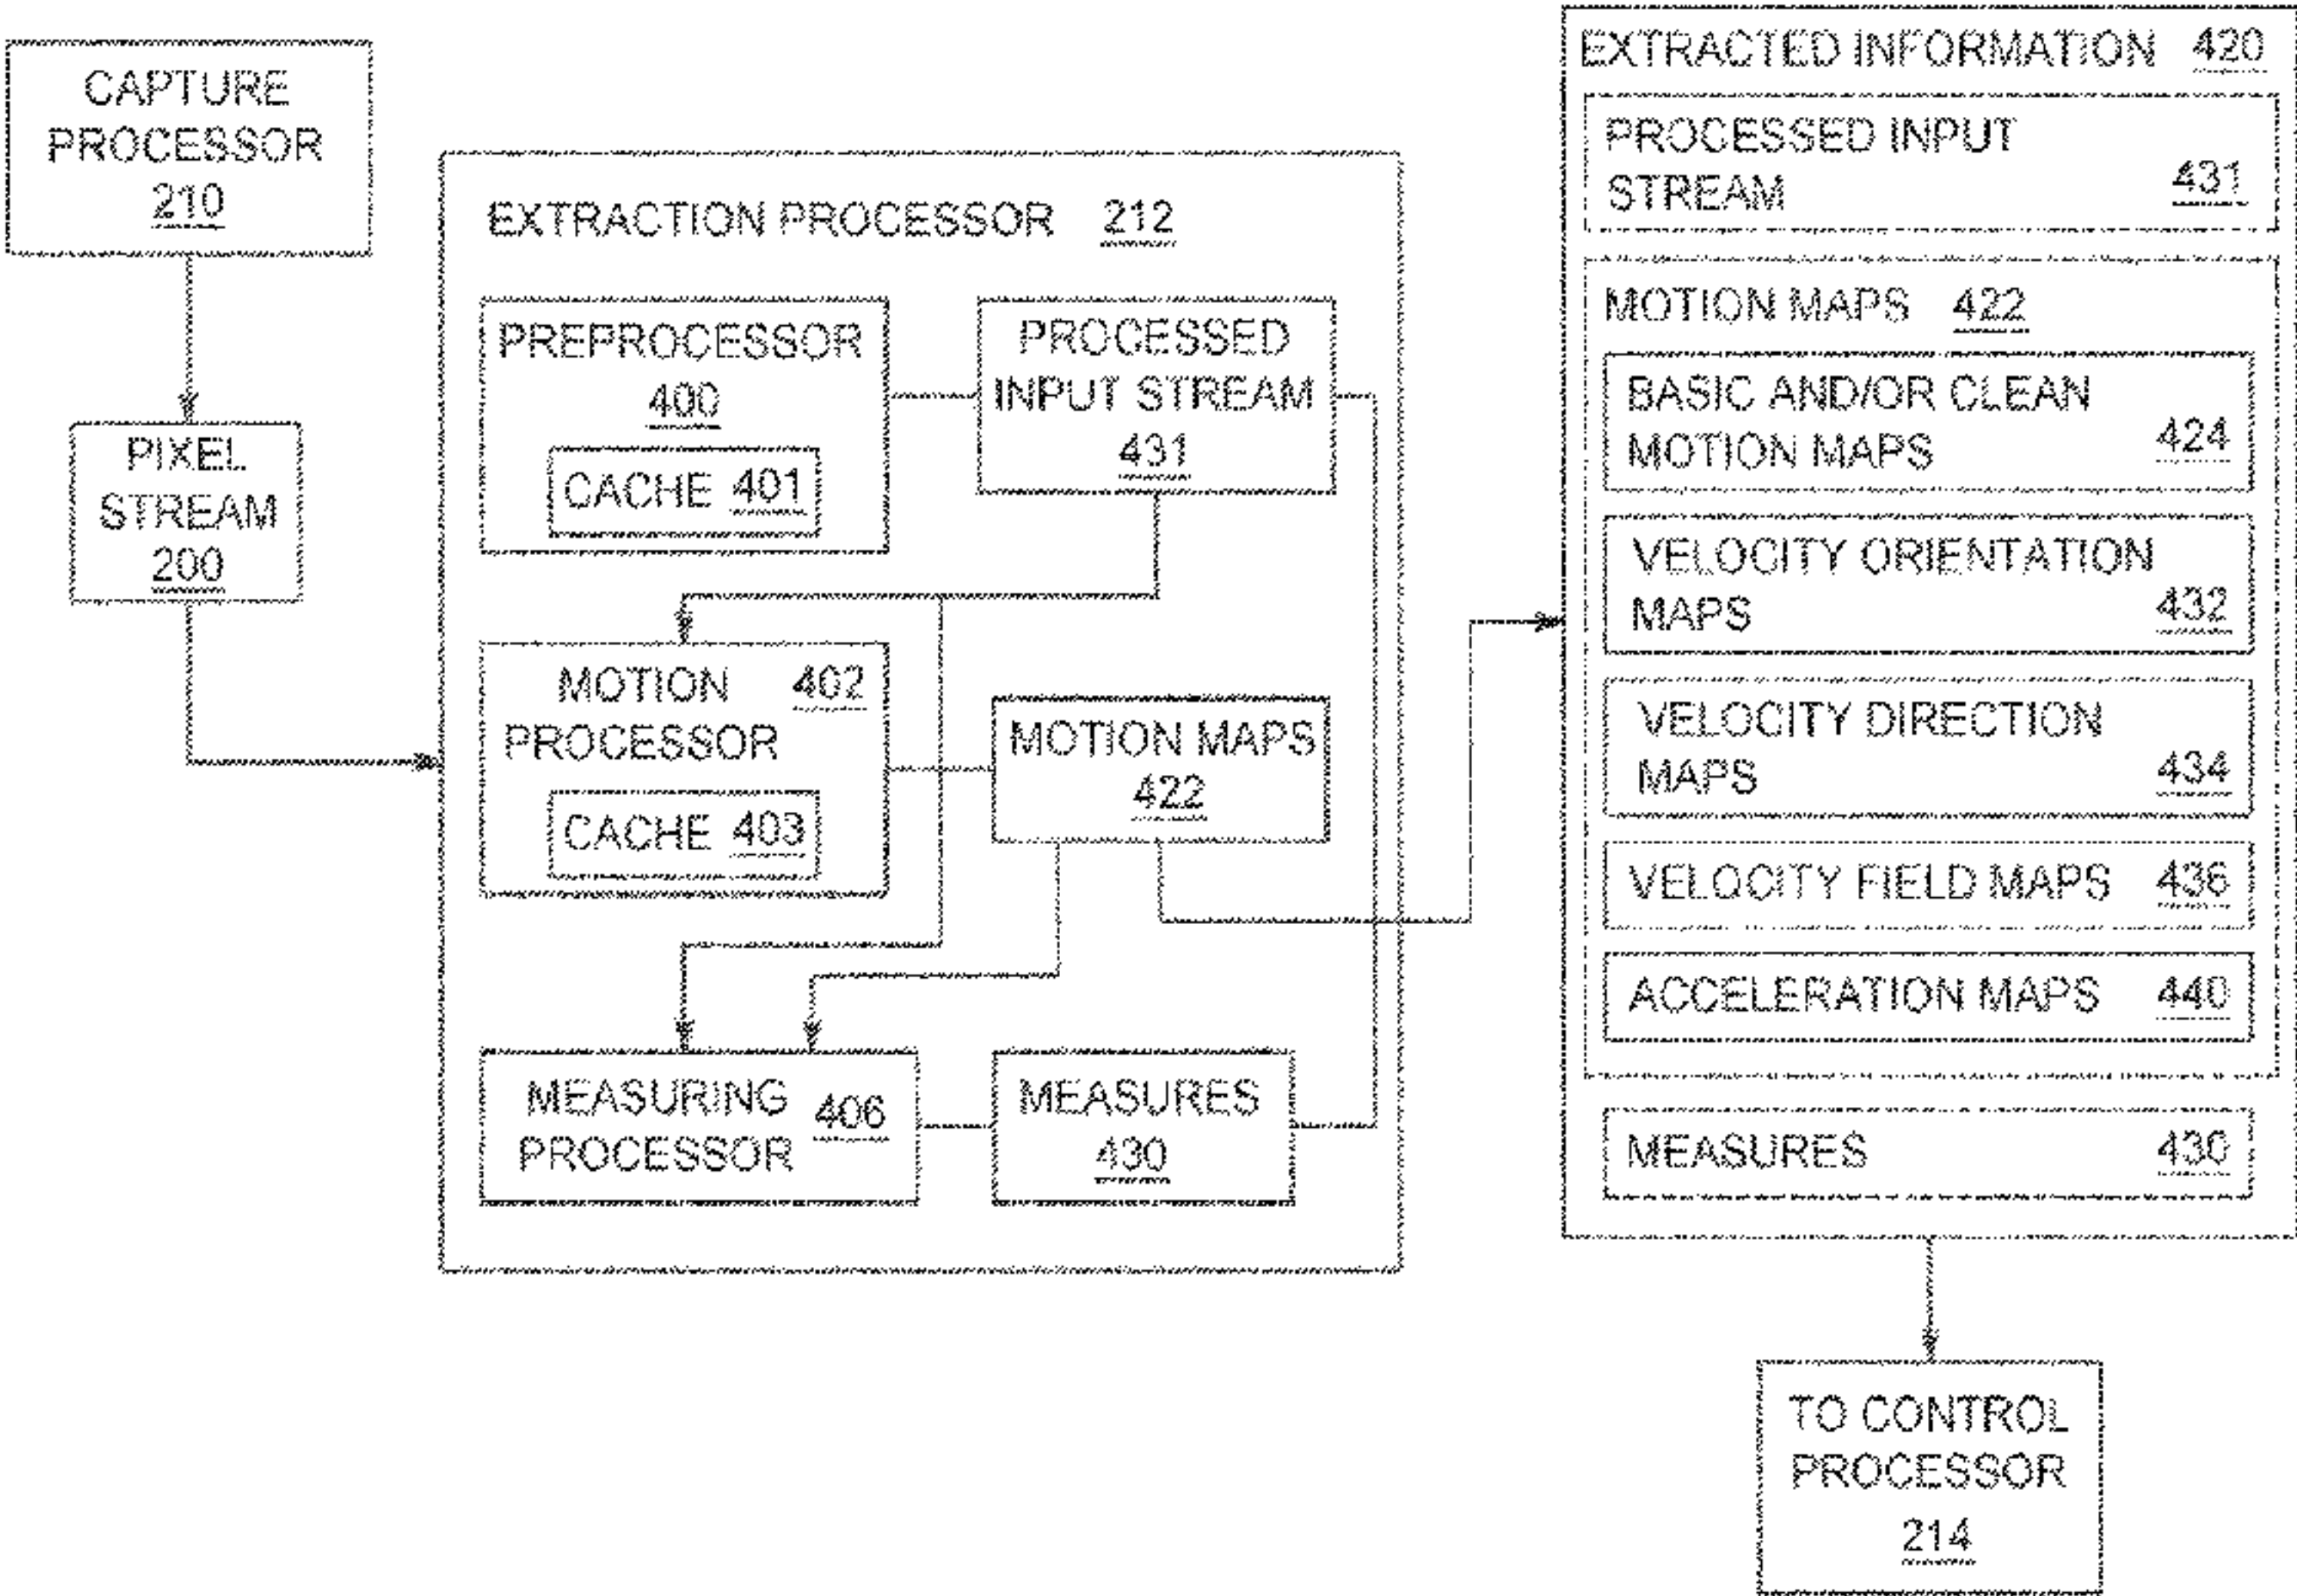 CAPTURE
PROCESSOR
210
PIXEL
STREAM
200
EXTRACTION PROCESSOR 212
PREPROCESSOR
400
CACHE 401
PROCESSED
INPUT STREAM
431
MOTION 402
PROCESSOR
CACHE 403
MOTION MAPS
422
MEASURING
PROCESSOR 406
MEASURES
430
EXTRACTED INFORMATION 420
PROCESSED INPUT
STREAM 431
MOTION MAPS 422
BASIC AND/OR CLEAN
MOTION MAPS 424
VELOCITY ORIENTATION
MAPS 432
VELOCITY DIRECTION
MAPS 434
VELOCITY FIELD MAPS 436
ACCELERATION MAPS 440
MEASURES 430
TO CONTROL
PROCESSOR
214